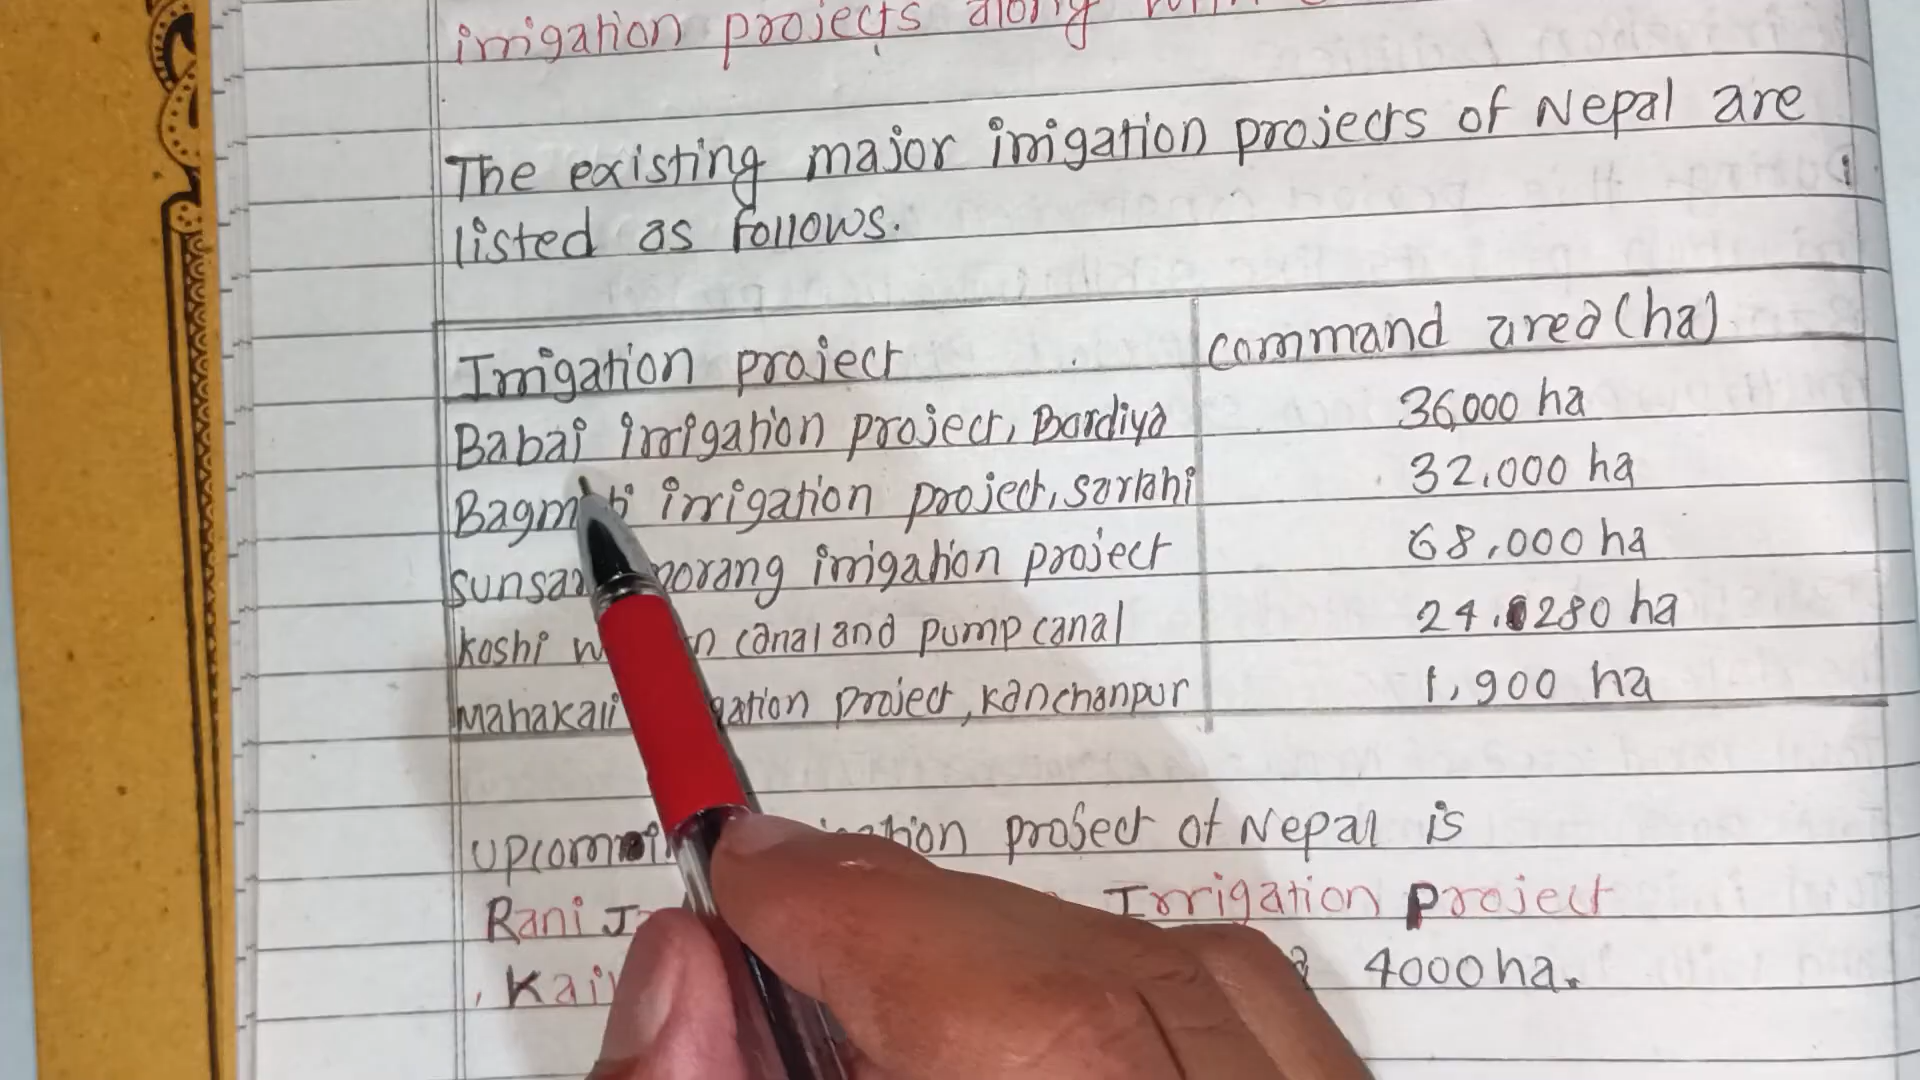 irrigation projects along
The existing major irrigation projects of Nepal are
listed as follows.
Irrigation project command area (ha)
Babai irrigation project, Bardiya 36,000 ha
irrigation project, Sarlahi 32,000 ha
irrigation project 68,000 ha
Koshi canal and pump canal 24,0280 ha
Mahakali project, Kanchanpur 1,900 ha
project of Nepal is
Rani Irrigation Project
4000 ha.